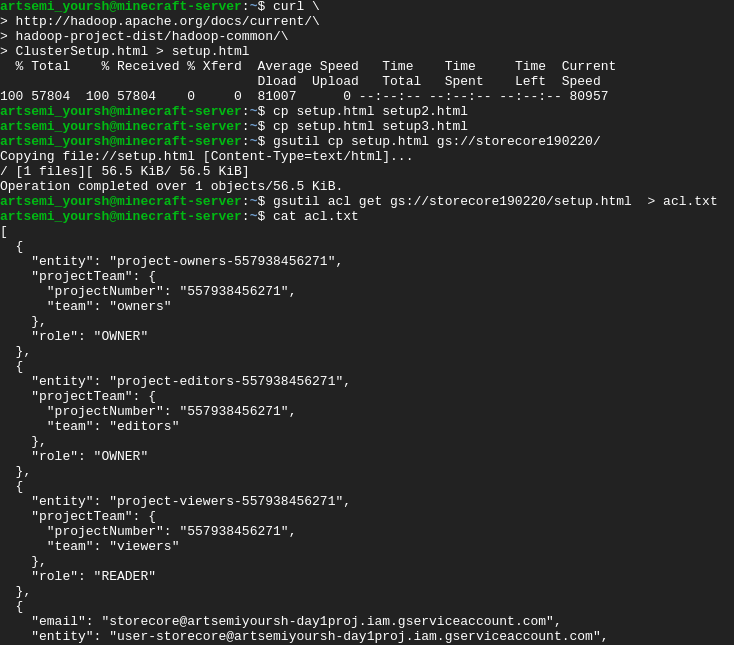 artsemi_yoursh@minecraft-server:~$ curl \
> http://hadoop.apache.org/docs/current/\
> hadoop-project-dist/hadoop-common/\
> ClusterSetup.html > setup.html
  % Total    % Received % Xferd  Average Speed   Time    Time     Time  Current
                                 Dload  Upload   Total   Spent    Left  Speed
100 57804  100 57804    0     0  81007      0 --:--:-- --:--:-- --:--:-- 80957
artsemi_yoursh@minecraft-server:~$ cp setup.html setup2.html
artsemi_yoursh@minecraft-server:~$ cp setup.html setup3.html
artsemi_yoursh@minecraft-server:~$ gsutil cp setup.html gs://storecore190220/
Copying file://setup.html [Content-Type=text/html]...
/ [1 files][ 56.5 KiB/ 56.5 KiB]
Operation completed over 1 objects/56.5 KiB.
artsemi_yoursh@minecraft-server:~$ gsutil acl get gs://storecore190220/setup.html  > acl.txt
artsemi_yoursh@minecraft-server:~$ cat acl.txt
[
  {
    "entity": "project-owners-557938456271",
    "projectTeam": {
      "projectNumber": "557938456271",
      "team": "owners"
    },
    "role": "OWNER"
  },
  {
    "entity": "project-editors-557938456271",
    "projectTeam": {
      "projectNumber": "557938456271",
      "team": "editors"
    },
    "role": "OWNER"
  },
  {
    "entity": "project-viewers-557938456271",
    "projectTeam": {
      "projectNumber": "557938456271",
      "team": "viewers"
    },
    "role": "READER"
  },
  {
    "email": "storecore@artsemiyoursh-day1proj.iam.gserviceaccount.com",
    "entity": "user-storecore@artsemiyoursh-day1proj.iam.gserviceaccount.com",